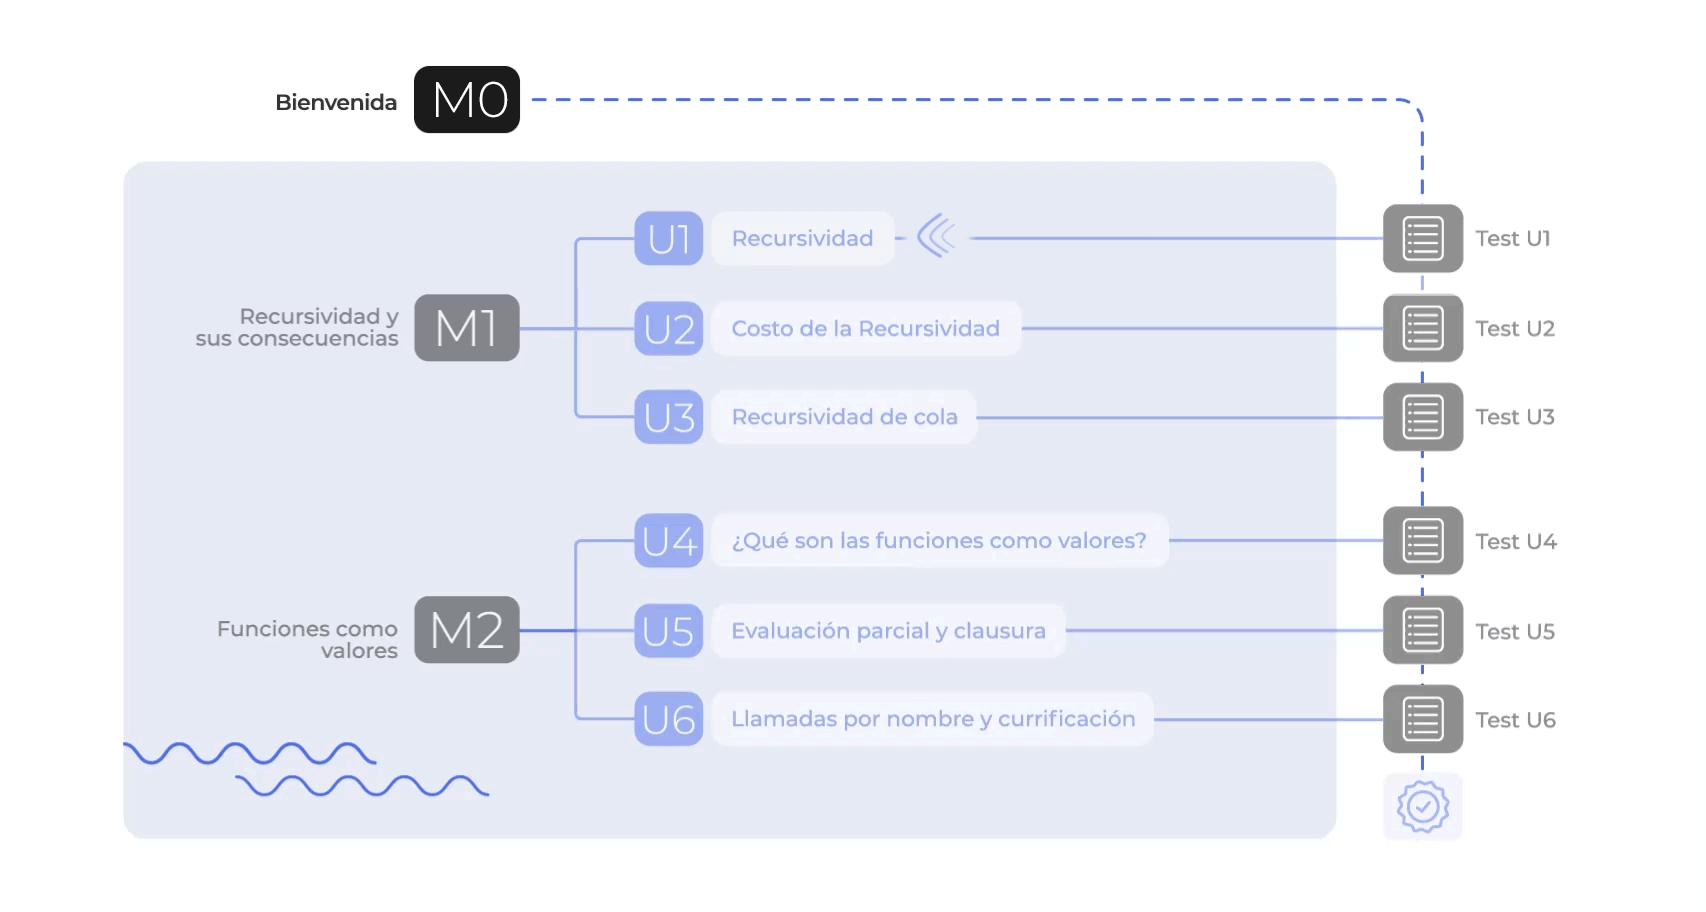 Bienvenida
M0
Recursividad y
sus consecuencias
M1
U1
Recursividad
Test U1
U2
Costo de la Recursividad
Test U2
U3
Recursividad de cola
Test U3
Funciones como
valores
M2
U4
¿Qué son las funciones como valores?
Test U4
U5
Evaluación parcial y clausura
Test U5
U6
Llamadas por nombre y currificación
Test U6